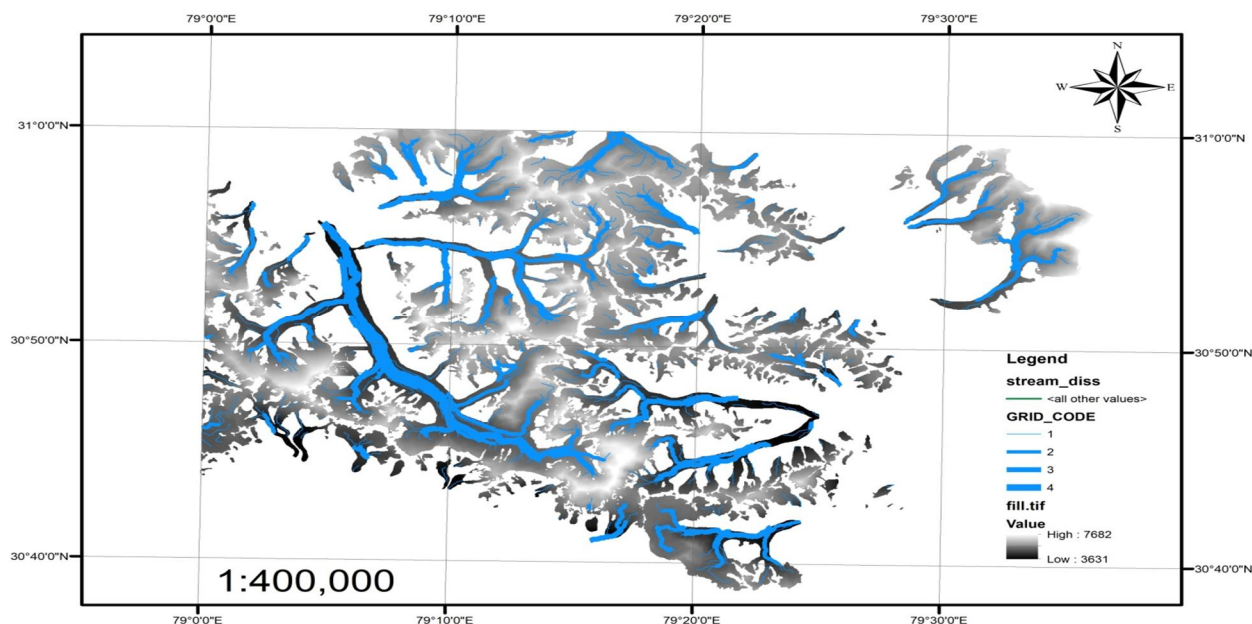 79°0'0"E 79°10'0"E 79°20'0"E 79°30'0"E
N
W E
S
31°0'0"N 31°0'0"N
30°50'0"N 30°50'0"N
Legend
stream_diss
<all other values>
GRID_CODE
1
2
3
4
fill.tif
Value
High : 7682
Low : 3631
30°40'0"N 30°40'0"N
1:400,000
79°0'0"E 79°10'0"E 79°20'0"E 79°30'0"E